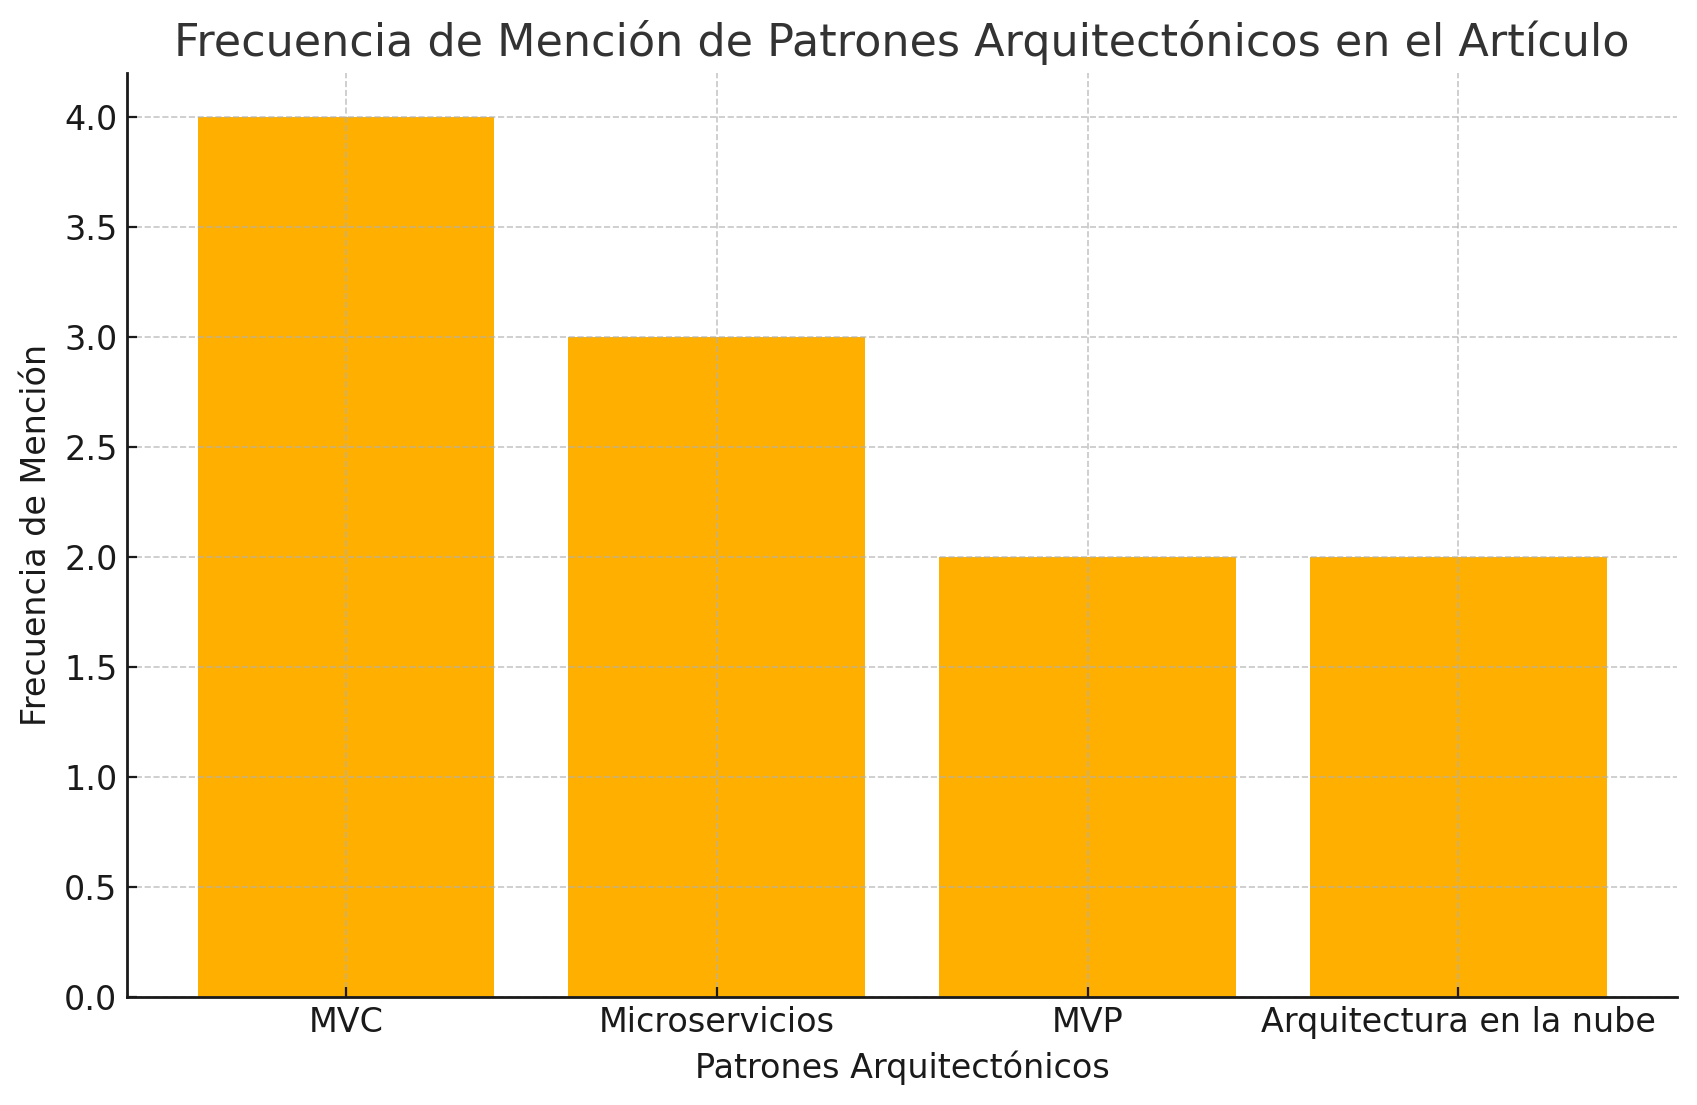 Frecuencia de Mención de Patrones Arquitectónicos en el Artículo
Frecuencia de Mención
4.0
3.5
3.0
2.5
2.0
1.5
1.0
0.5
0.0
MVC
Microservicios
MVP
Arquitectura en la nube
Patrones Arquitectónicos